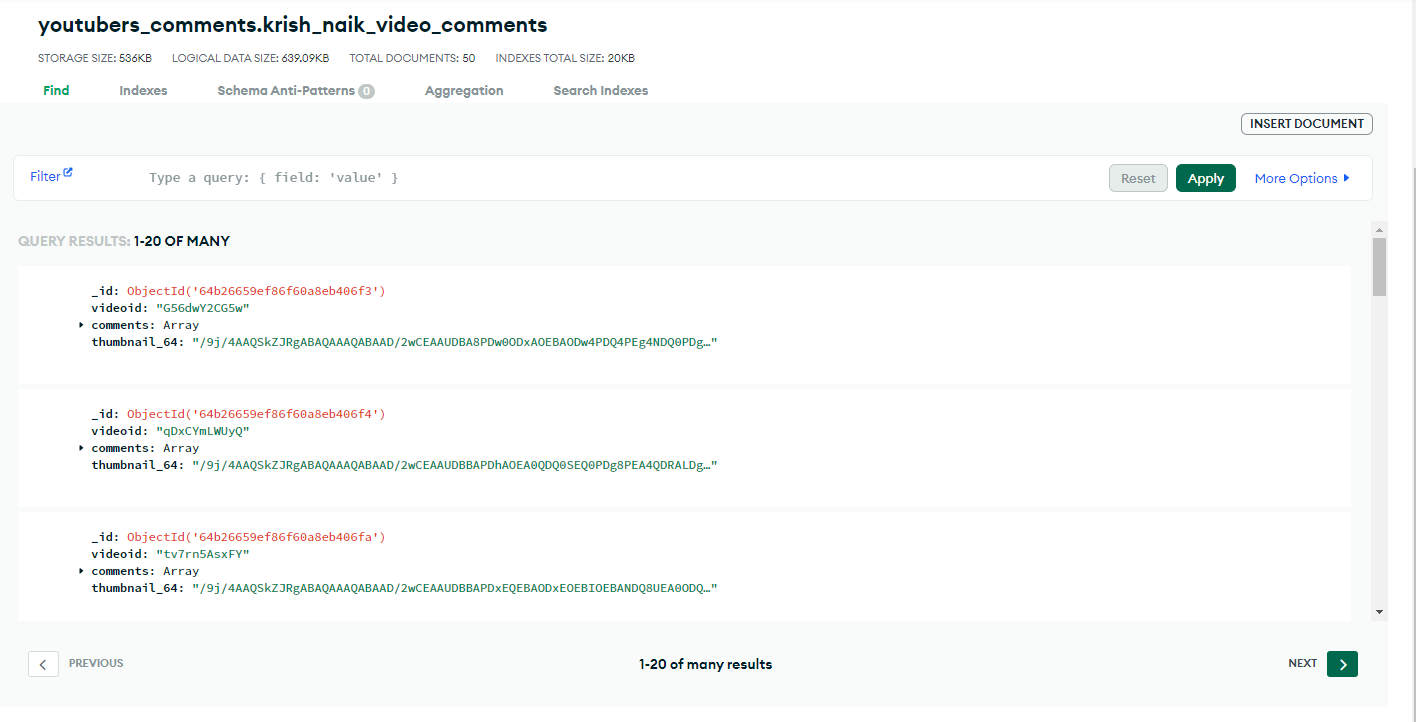 youtubers_comments.krish_naik_video_comments
STORAGE SIZE: 536KB LOGICAL DATA SIZE: 639.09KB TOTAL DOCUMENTS: 50 INDEXES TOTAL SIZE: 20KB
Find Indexes Schema Anti-Patterns 0 Aggregation Search Indexes
INSERT DOCUMENT
Filter Type a query: { field: 'value' } Reset Apply More Options
QUERY RESULTS: 1-20 OF MANY
_id: ObjectId('64b26659ef86f60a8eb406f3')
videoid: "G56dwY2CG5w"
comments: Array
thumbnail_64: "/9j/4AAQSkZJRgABAQAAAQABAAD/2wCEAAUDBA8PDw0ODxAOEBAODw4PDQ4PEg4NDQ0PDg…"
_id: ObjectId('64b26659ef86f60a8eb406f4')
videoid: "qDxCYmLWUyQ"
comments: Array
thumbnail_64: "/9j/4AAQSkZJRgABAQAAAQABAAD/2wCEAAUDBBAPDhAOEA0QDQ0SEQ0PDg8PEA4QDRALDg…"
_id: ObjectId('64b26659ef86f60a8eb406fa')
videoid: "tv7rn5AsxFY"
comments: Array
thumbnail_64: "/9j/4AAQSkZJRgABAQAAAQABAAD/2wCEAAUDBBAPDxEQEBAODxEOEBIOEBANDQ8UEA0ODQ…"
PREVIOUS 1-20 of many results NEXT